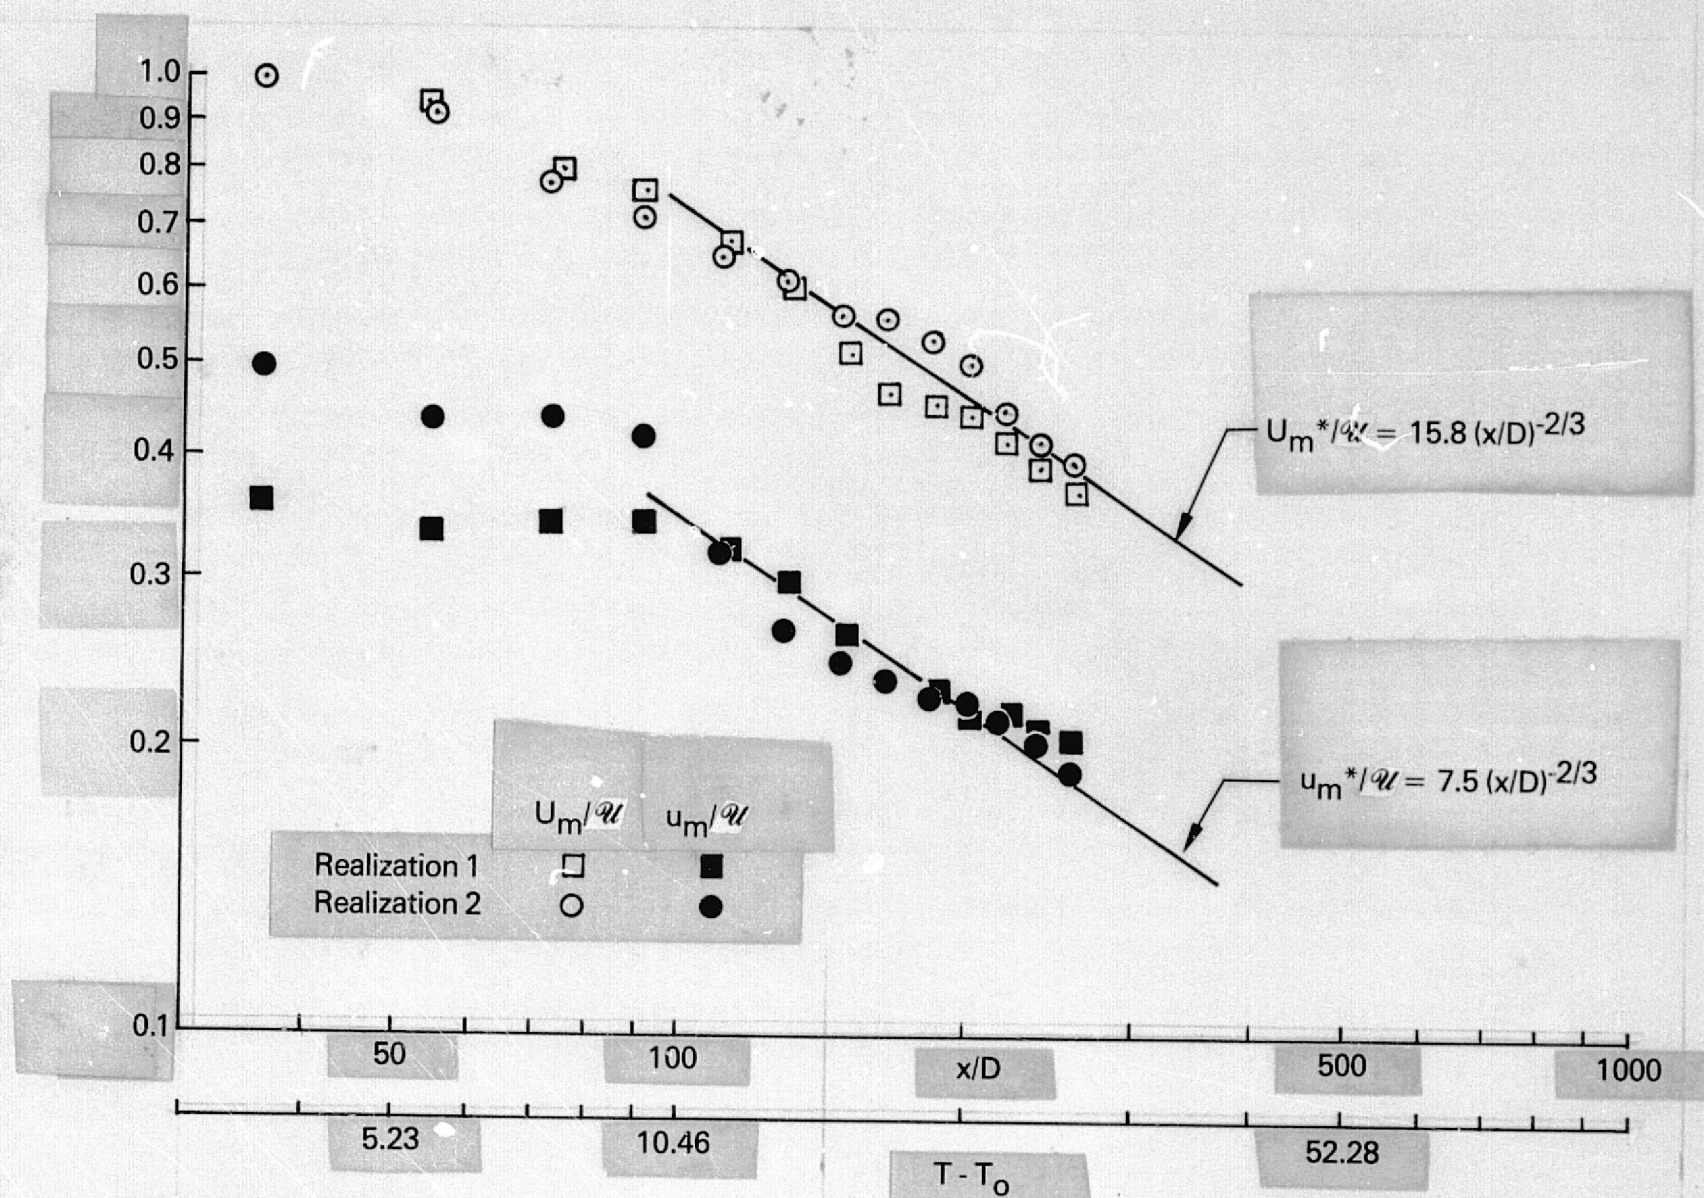 1.0
0.9
0.8
0.7
0.6
0.5
0.4
0.3
0.2
0.1
Um*/𝒰 = 15.8 (x/D)-2/3
um*/𝒰 = 7.5 (x/D)-2/3
Um/𝒰 um/𝒰
Realization 1
Realization 2
50 100 x/D 500 1000
5.23 10.46 52.28
T - To